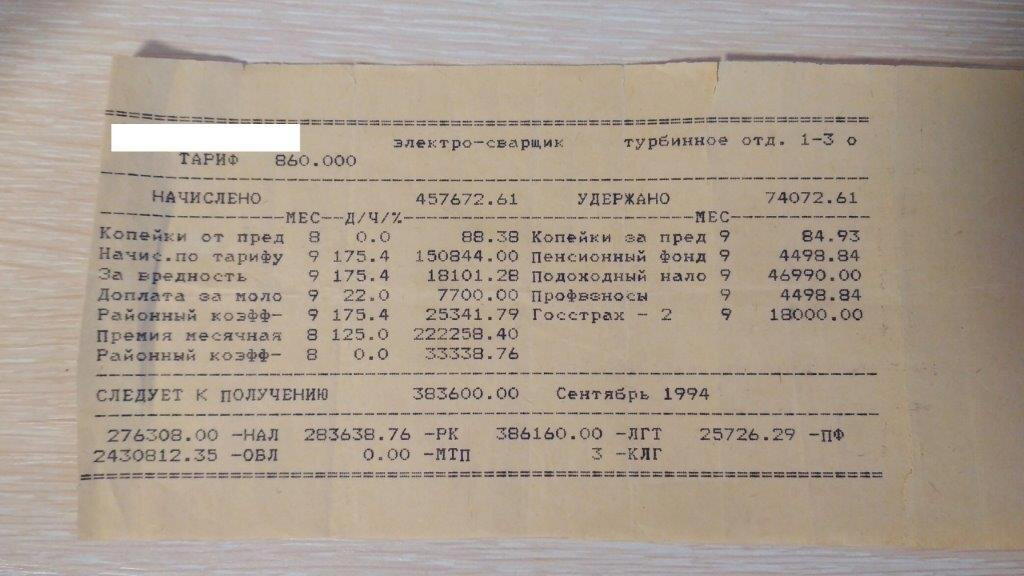 электро-сварщик турбинное отд. 1-3 о
ТАРИФ 860.000
НАЧИСЛЕНО 457672.61 УДЕРЖАНО 74072.61
МЕС--Д/Ч/% МЕС
Копейки от пред 8 0.0 88.38 Копейки за пред 9 84.93
Начис.по тарифу 9 175.4 150844.00 Пенсионный фонд 9 4498.84
За вредность 9 175.4 18101.28 Подоходный нало 9 46990.00
Доплата за моло 9 22.0 7700.00 Профвзносы 9 4498.84
Районный коэфф- 9 175.4 25341.79 Госстрах - 2 9 18000.00
Премия месячная 8 125.0 222258.40
Районный коэфф- 8 0.0 33338.76
СЛЕДУЕТ К ПОЛУЧЕНИЮ 383600.00 Сентябрь 1994
276308.00 -НАЛ 283638.76 -РК 386160.00 -ЛГТ 25726.29 -ПФ
2430812.35 -ОВЛ 0.00 -МТП 3 -КЛГ